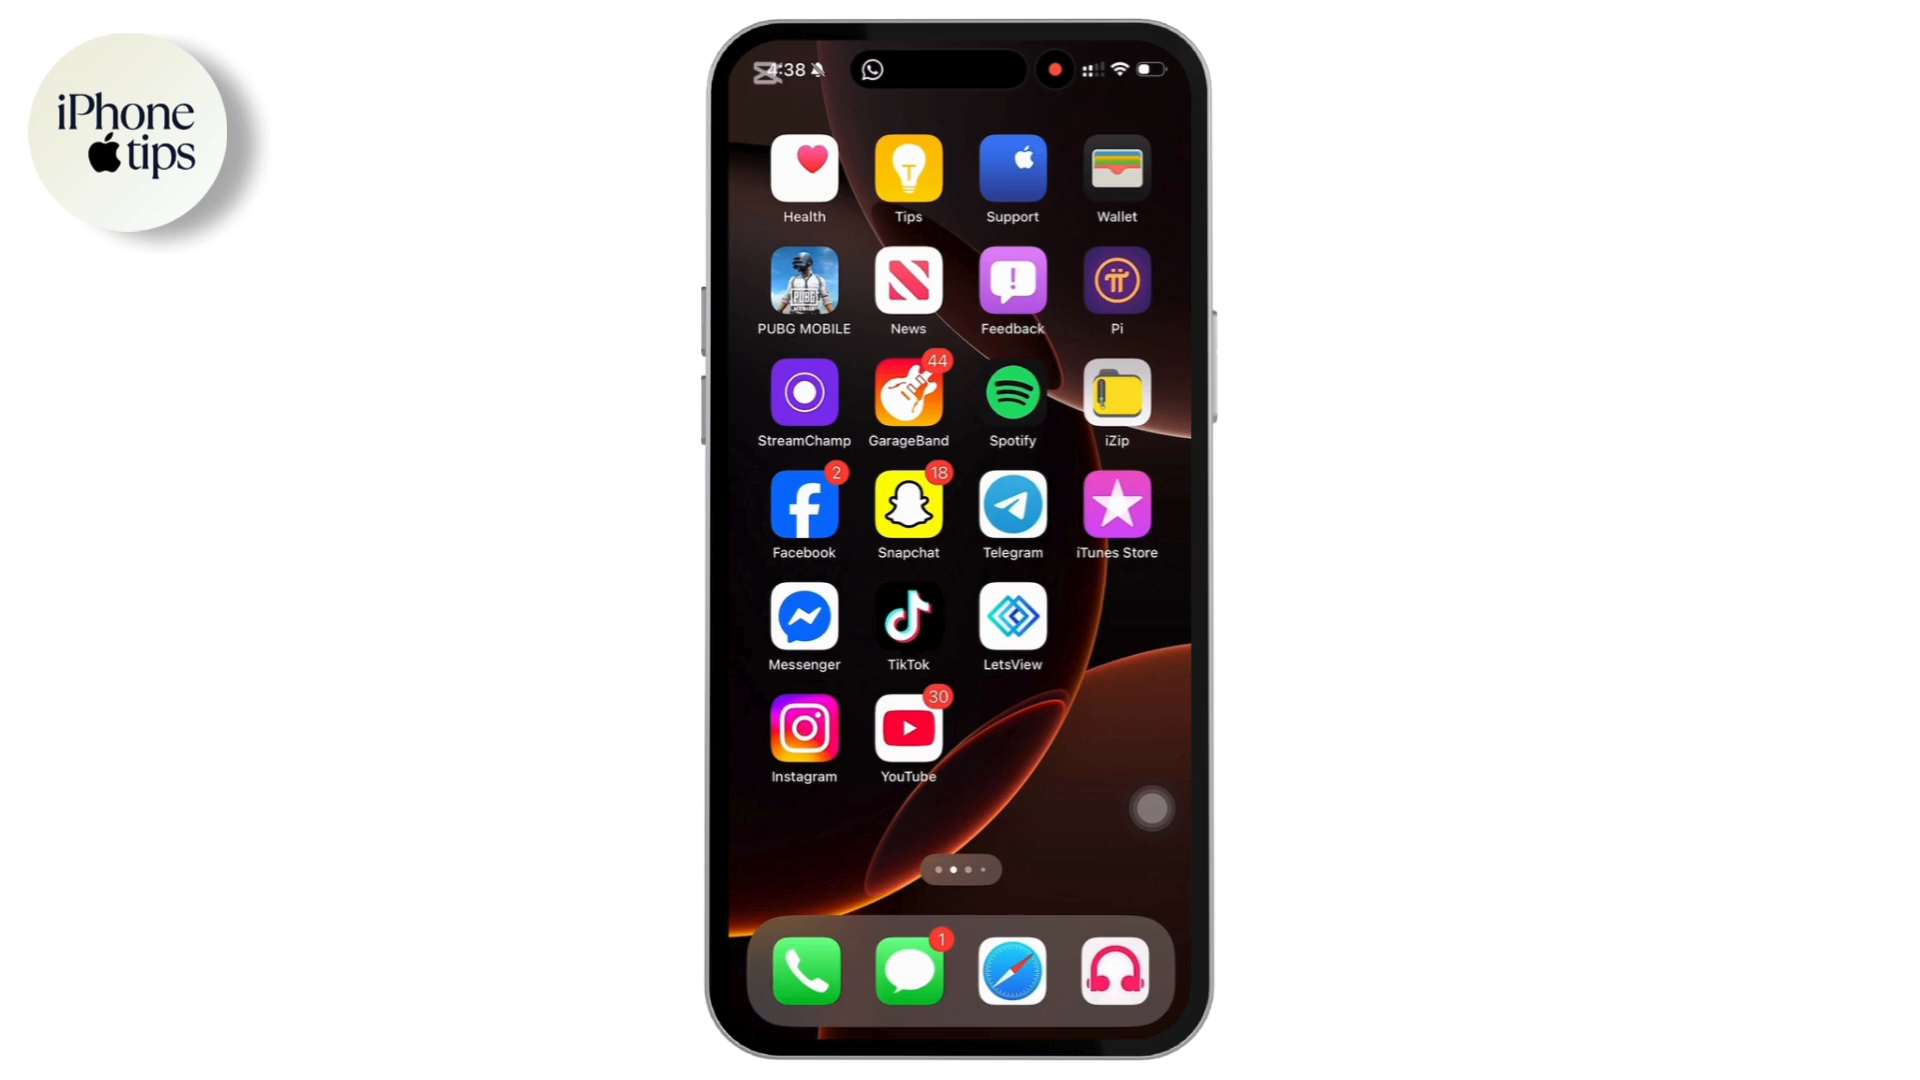 iPhone
tips
4:38
Health Tips Support Wallet
PUBG
PUBG MOBILE News Feedback Pi
44
StreamChamp GarageBand Spotify iZip
2 18
Facebook Snapchat Telegram iTunes Store
Messenger TikTok LetsView
30
Instagram YouTube
1